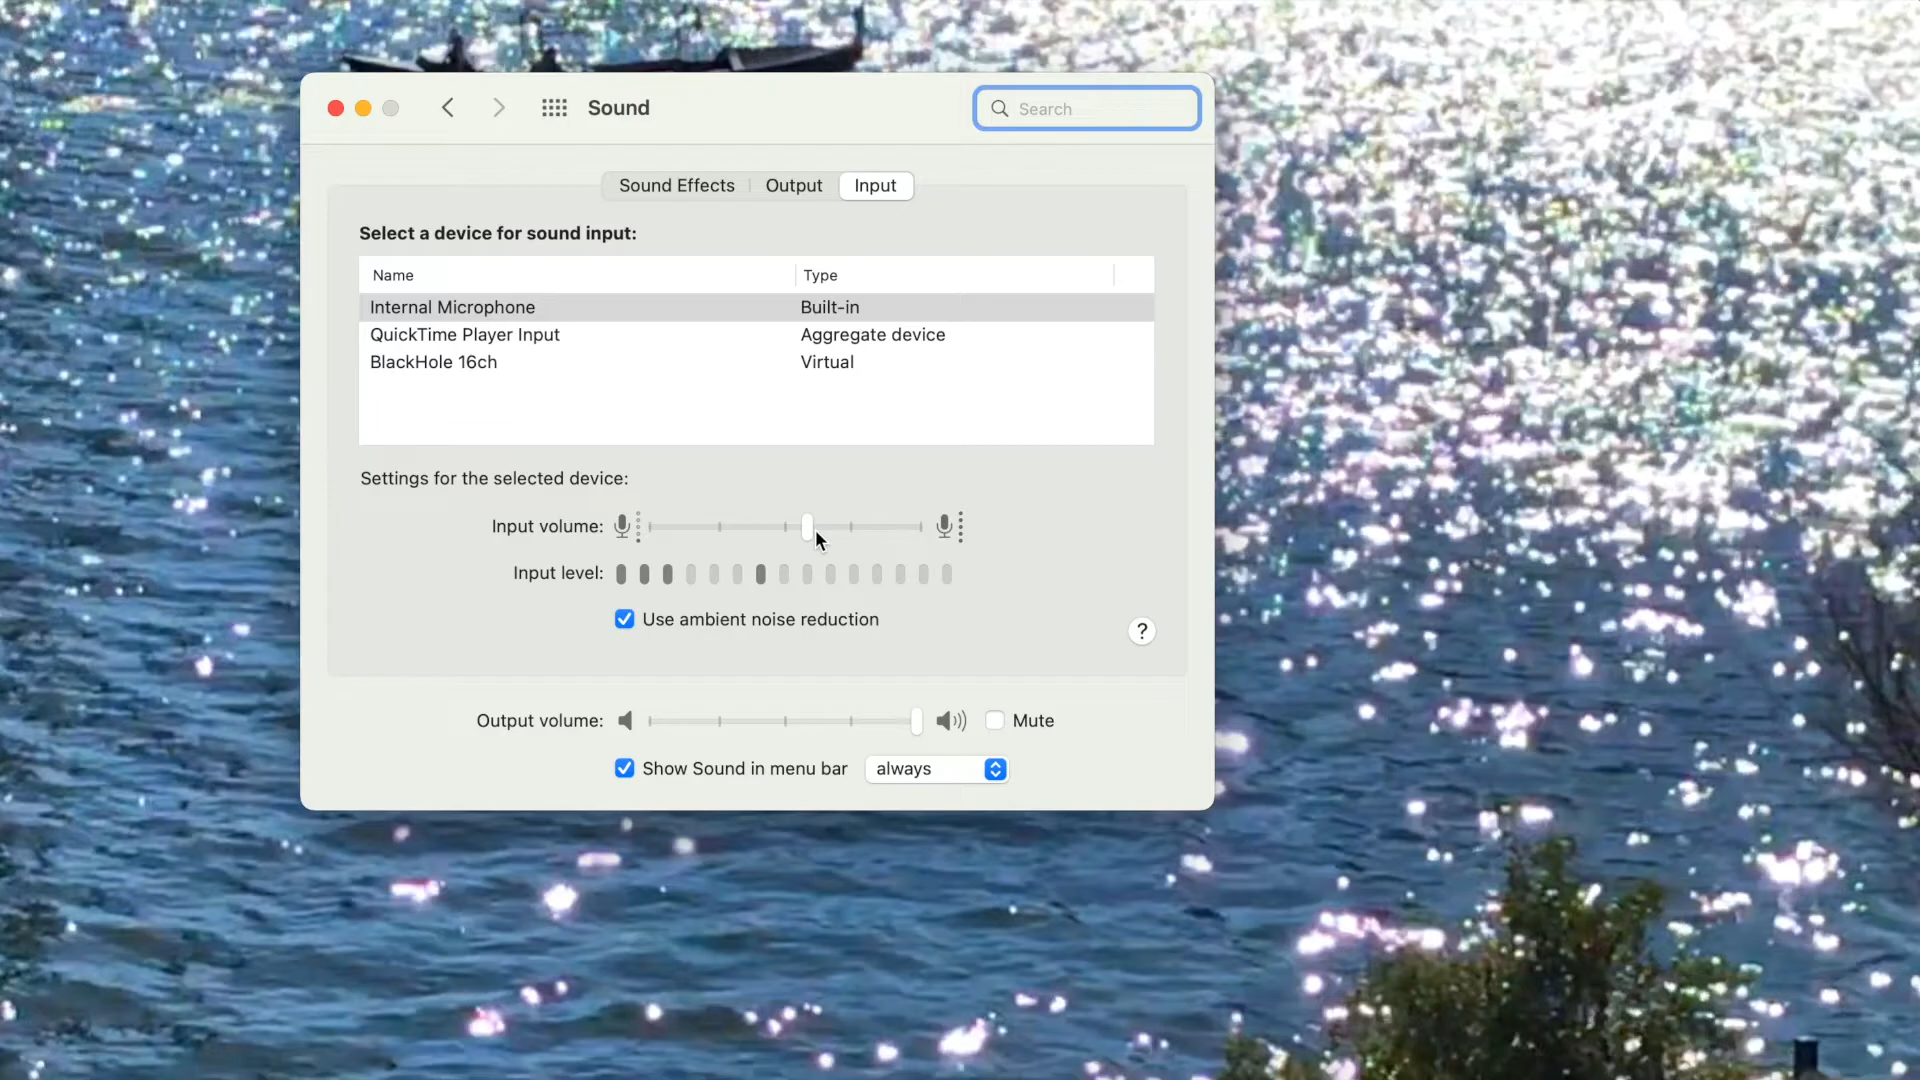 Sound
Search
Sound Effects
Output
Input
Select a device for sound input:
Name Type
Internal Microphone Built-in
QuickTime Player Input Aggregate device
BlackHole 16ch Virtual
Settings for the selected device:
Input volume:
Input level:
Use ambient noise reduction
?
Output volume: Mute
Show Sound in menu bar always